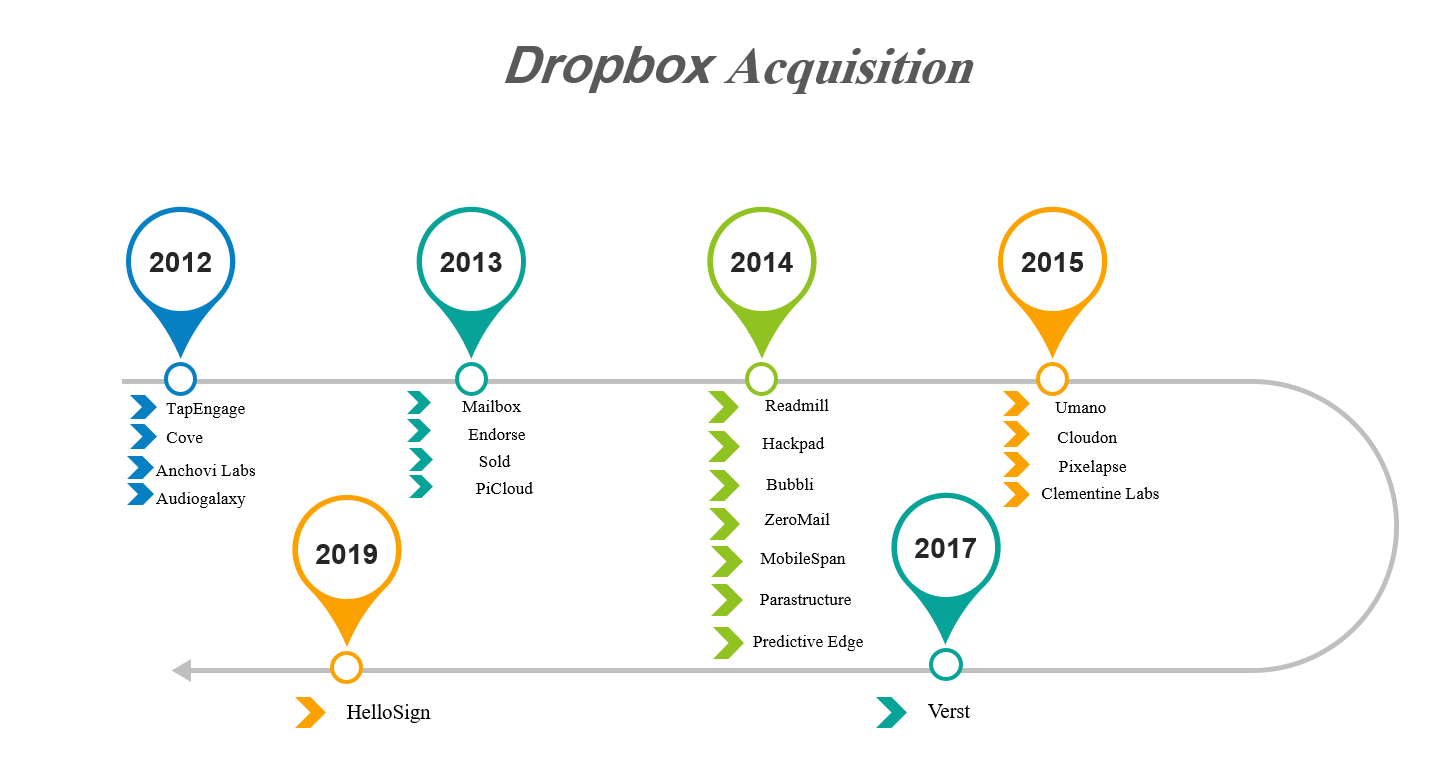 Dropbox Acquisition
2012
2013
2014
2015
TapEngage
Cove
Anchovi Labs
Audiogalaxy
Mailbox
Endorse
Sold
PiCloud
Readmill
Hackpad
Bubbli
ZeroMail
MobileSpan
Parastructure
Predictive Edge
Umano
Cloudon
Pixelapse
Clementine Labs
2019
2017
HelloSign
Verst